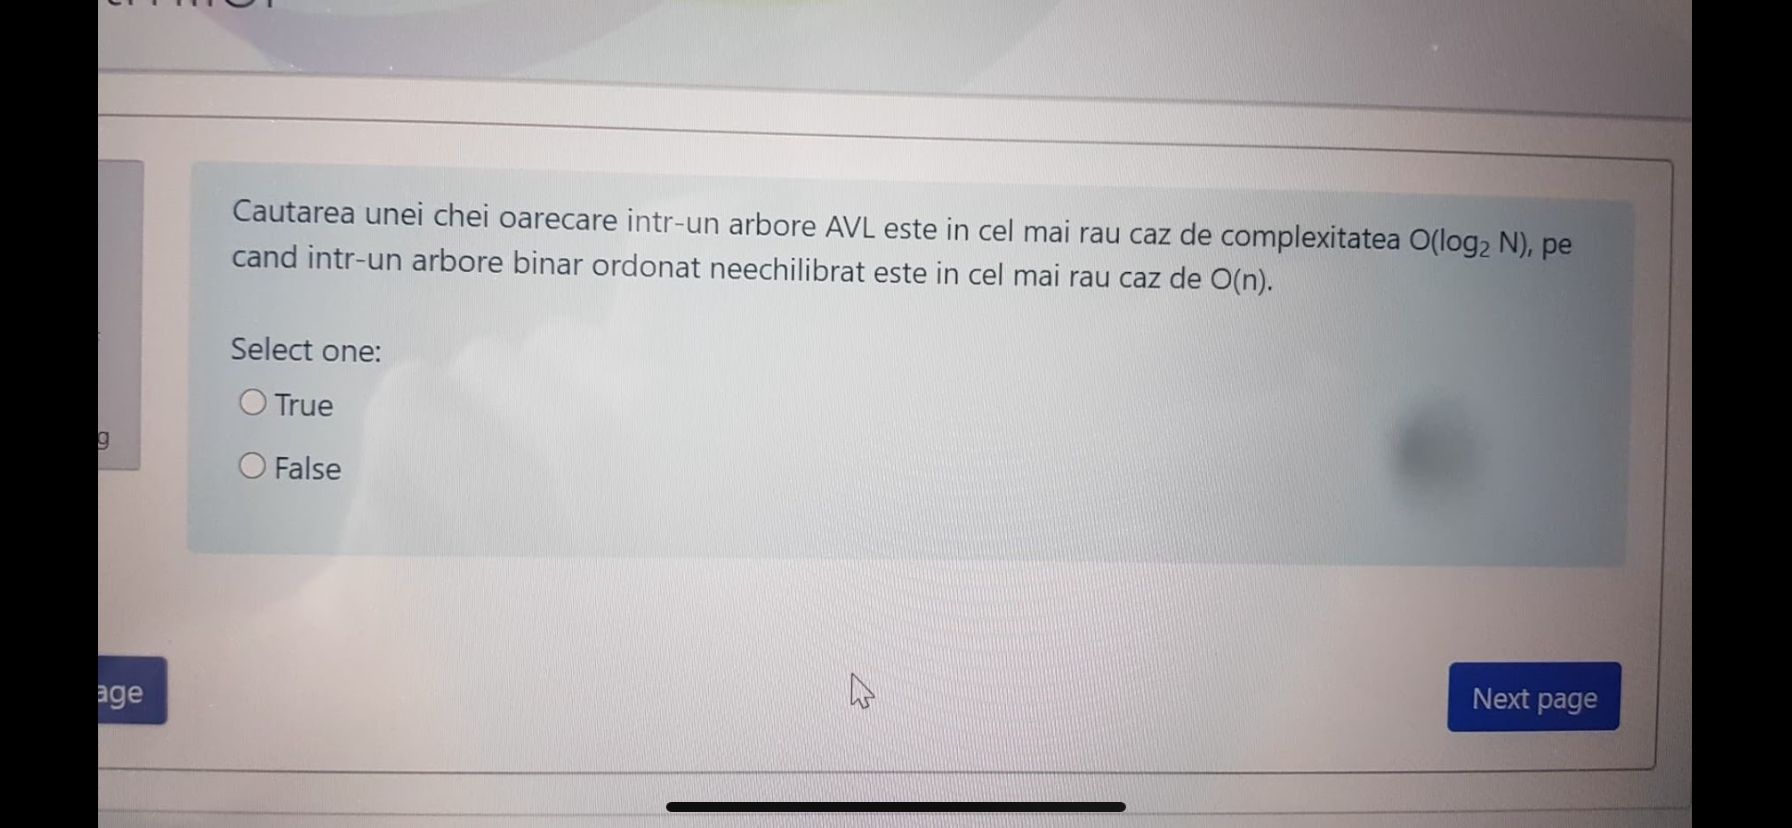 Cautarea unei chei oarecare intr-un arbore AVL este in cel mai rau caz de complexitatea O(log₂ N), pe
cand intr-un arbore binar ordonat neechilibrat este in cel mai rau caz de O(n).
Select one:
True
False
g
age
Next page